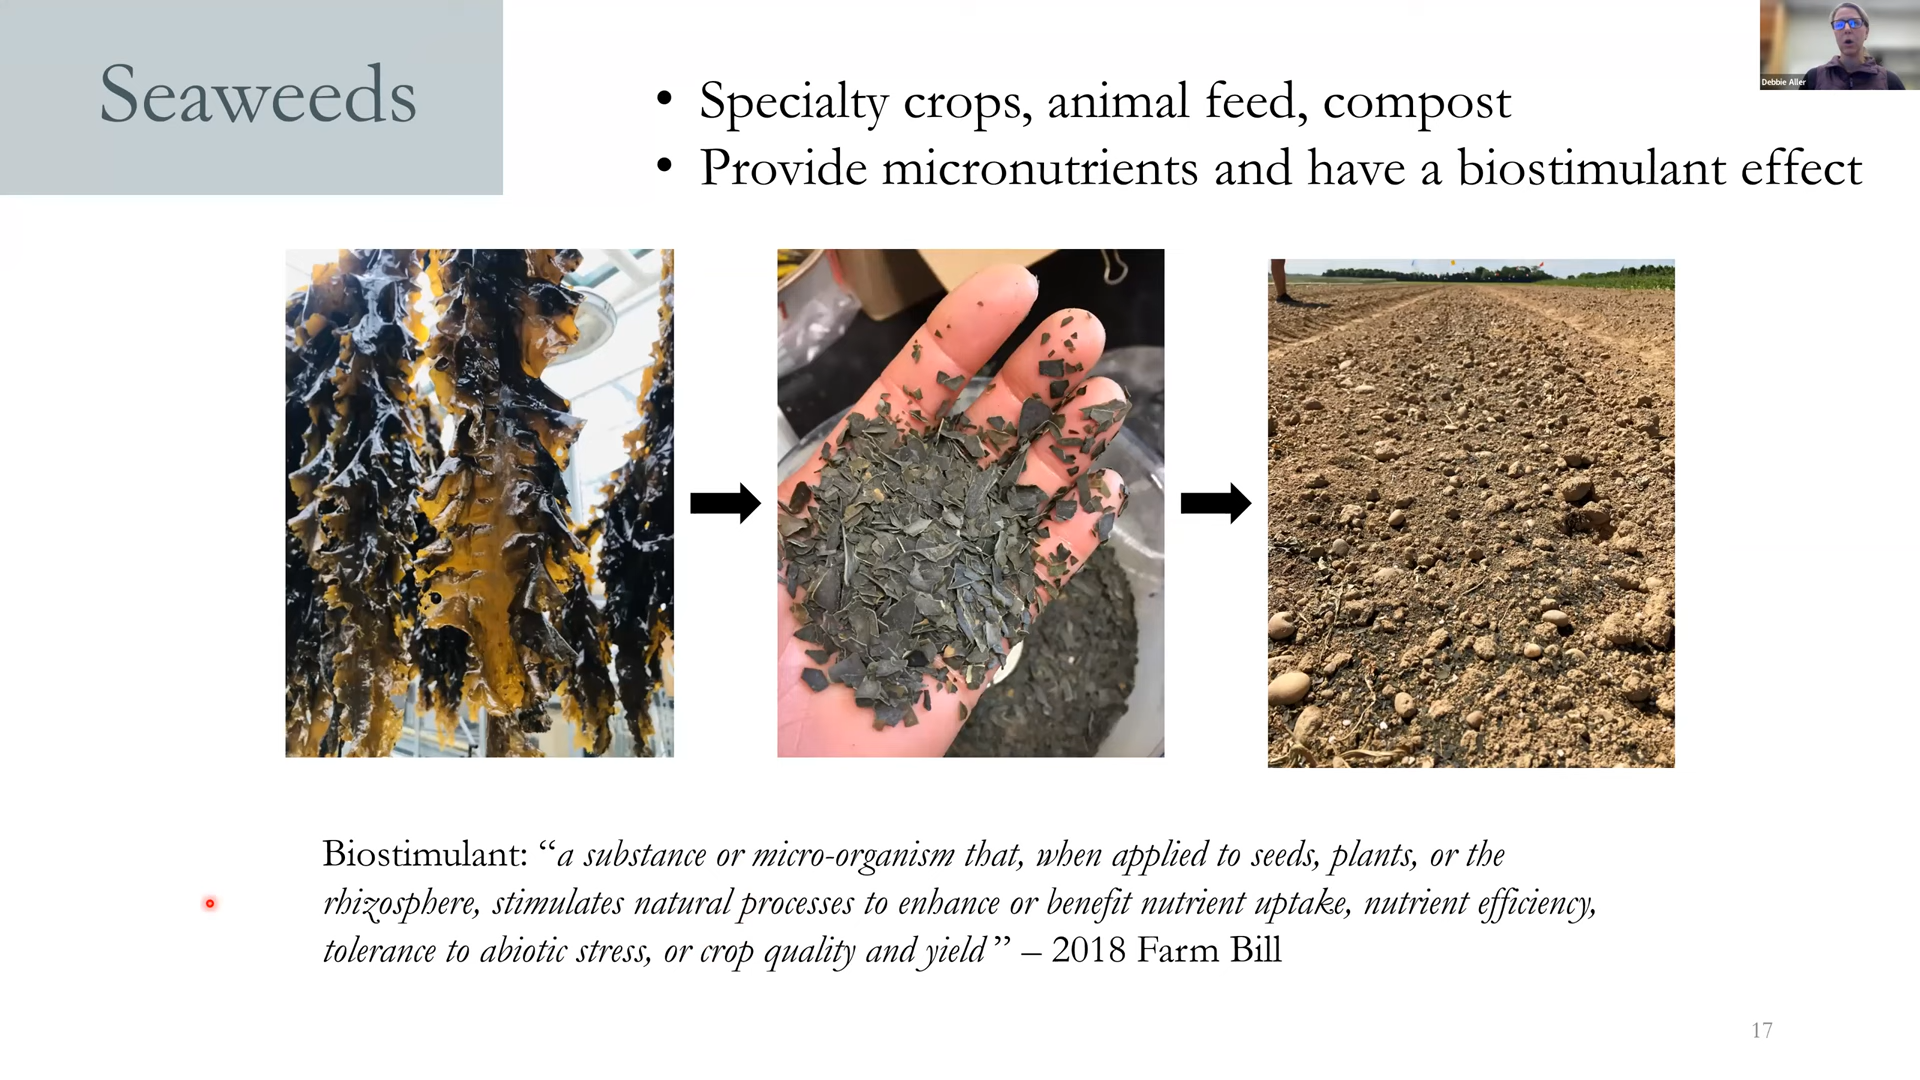 Seaweeds
• Specialty crops, animal feed, compost
• Provide micronutrients and have a biostimulant effect
Debbie Aller
Biostimulant: “a substance or micro-organism that, when applied to seeds, plants, or the
rhizosphere, stimulates natural processes to enhance or benefit nutrient uptake, nutrient efficiency,
tolerance to abiotic stress, or crop quality and yield” – 2018 Farm Bill
17